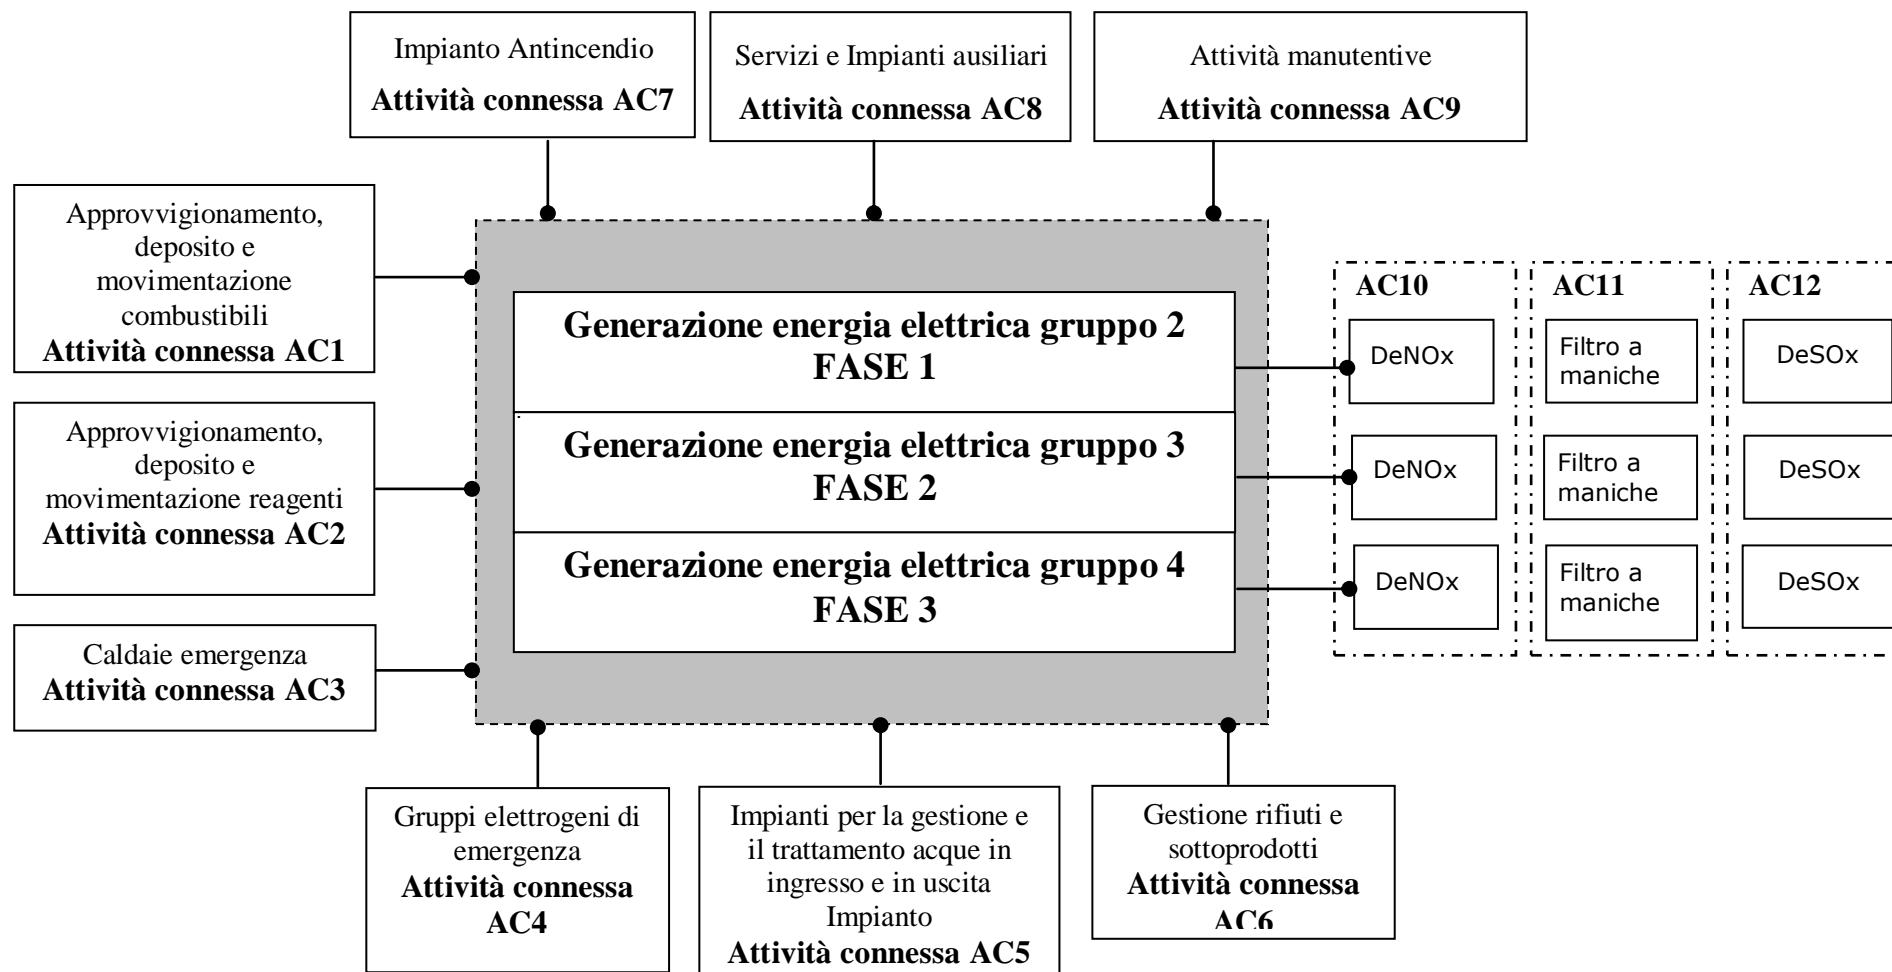 Impianto Antincendio
Attività connessa AC7
Servizi e Impianti ausiliari
Attività connessa AC8
Attività manutentive
Attività connessa AC9
Approvvigionamento,
deposito e
movimentazione
combustibili
Attività connessa AC1
Approvvigionamento,
deposito e
movimentazione reagenti
Attività connessa AC2
Caldaie emergenza
Attività connessa AC3
Generazione energia elettrica gruppo 2
FASE 1
Generazione energia elettrica gruppo 3
FASE 2
Generazione energia elettrica gruppo 4
FASE 3
AC10
DeNOx
DeNOx
DeNOx
AC11
Filtro a
maniche
Filtro a
maniche
Filtro a
maniche
AC12
DeSOx
DeSOx
DeSOx
Gruppi elettrogeni di
emergenza
Attività connessa
AC4
Impianti per la gestione e
il trattamento acque in
ingresso e in uscita
Impianto
Attività connessa AC5
Gestione rifiuti e
sottoprodotti
Attività connessa
AC6